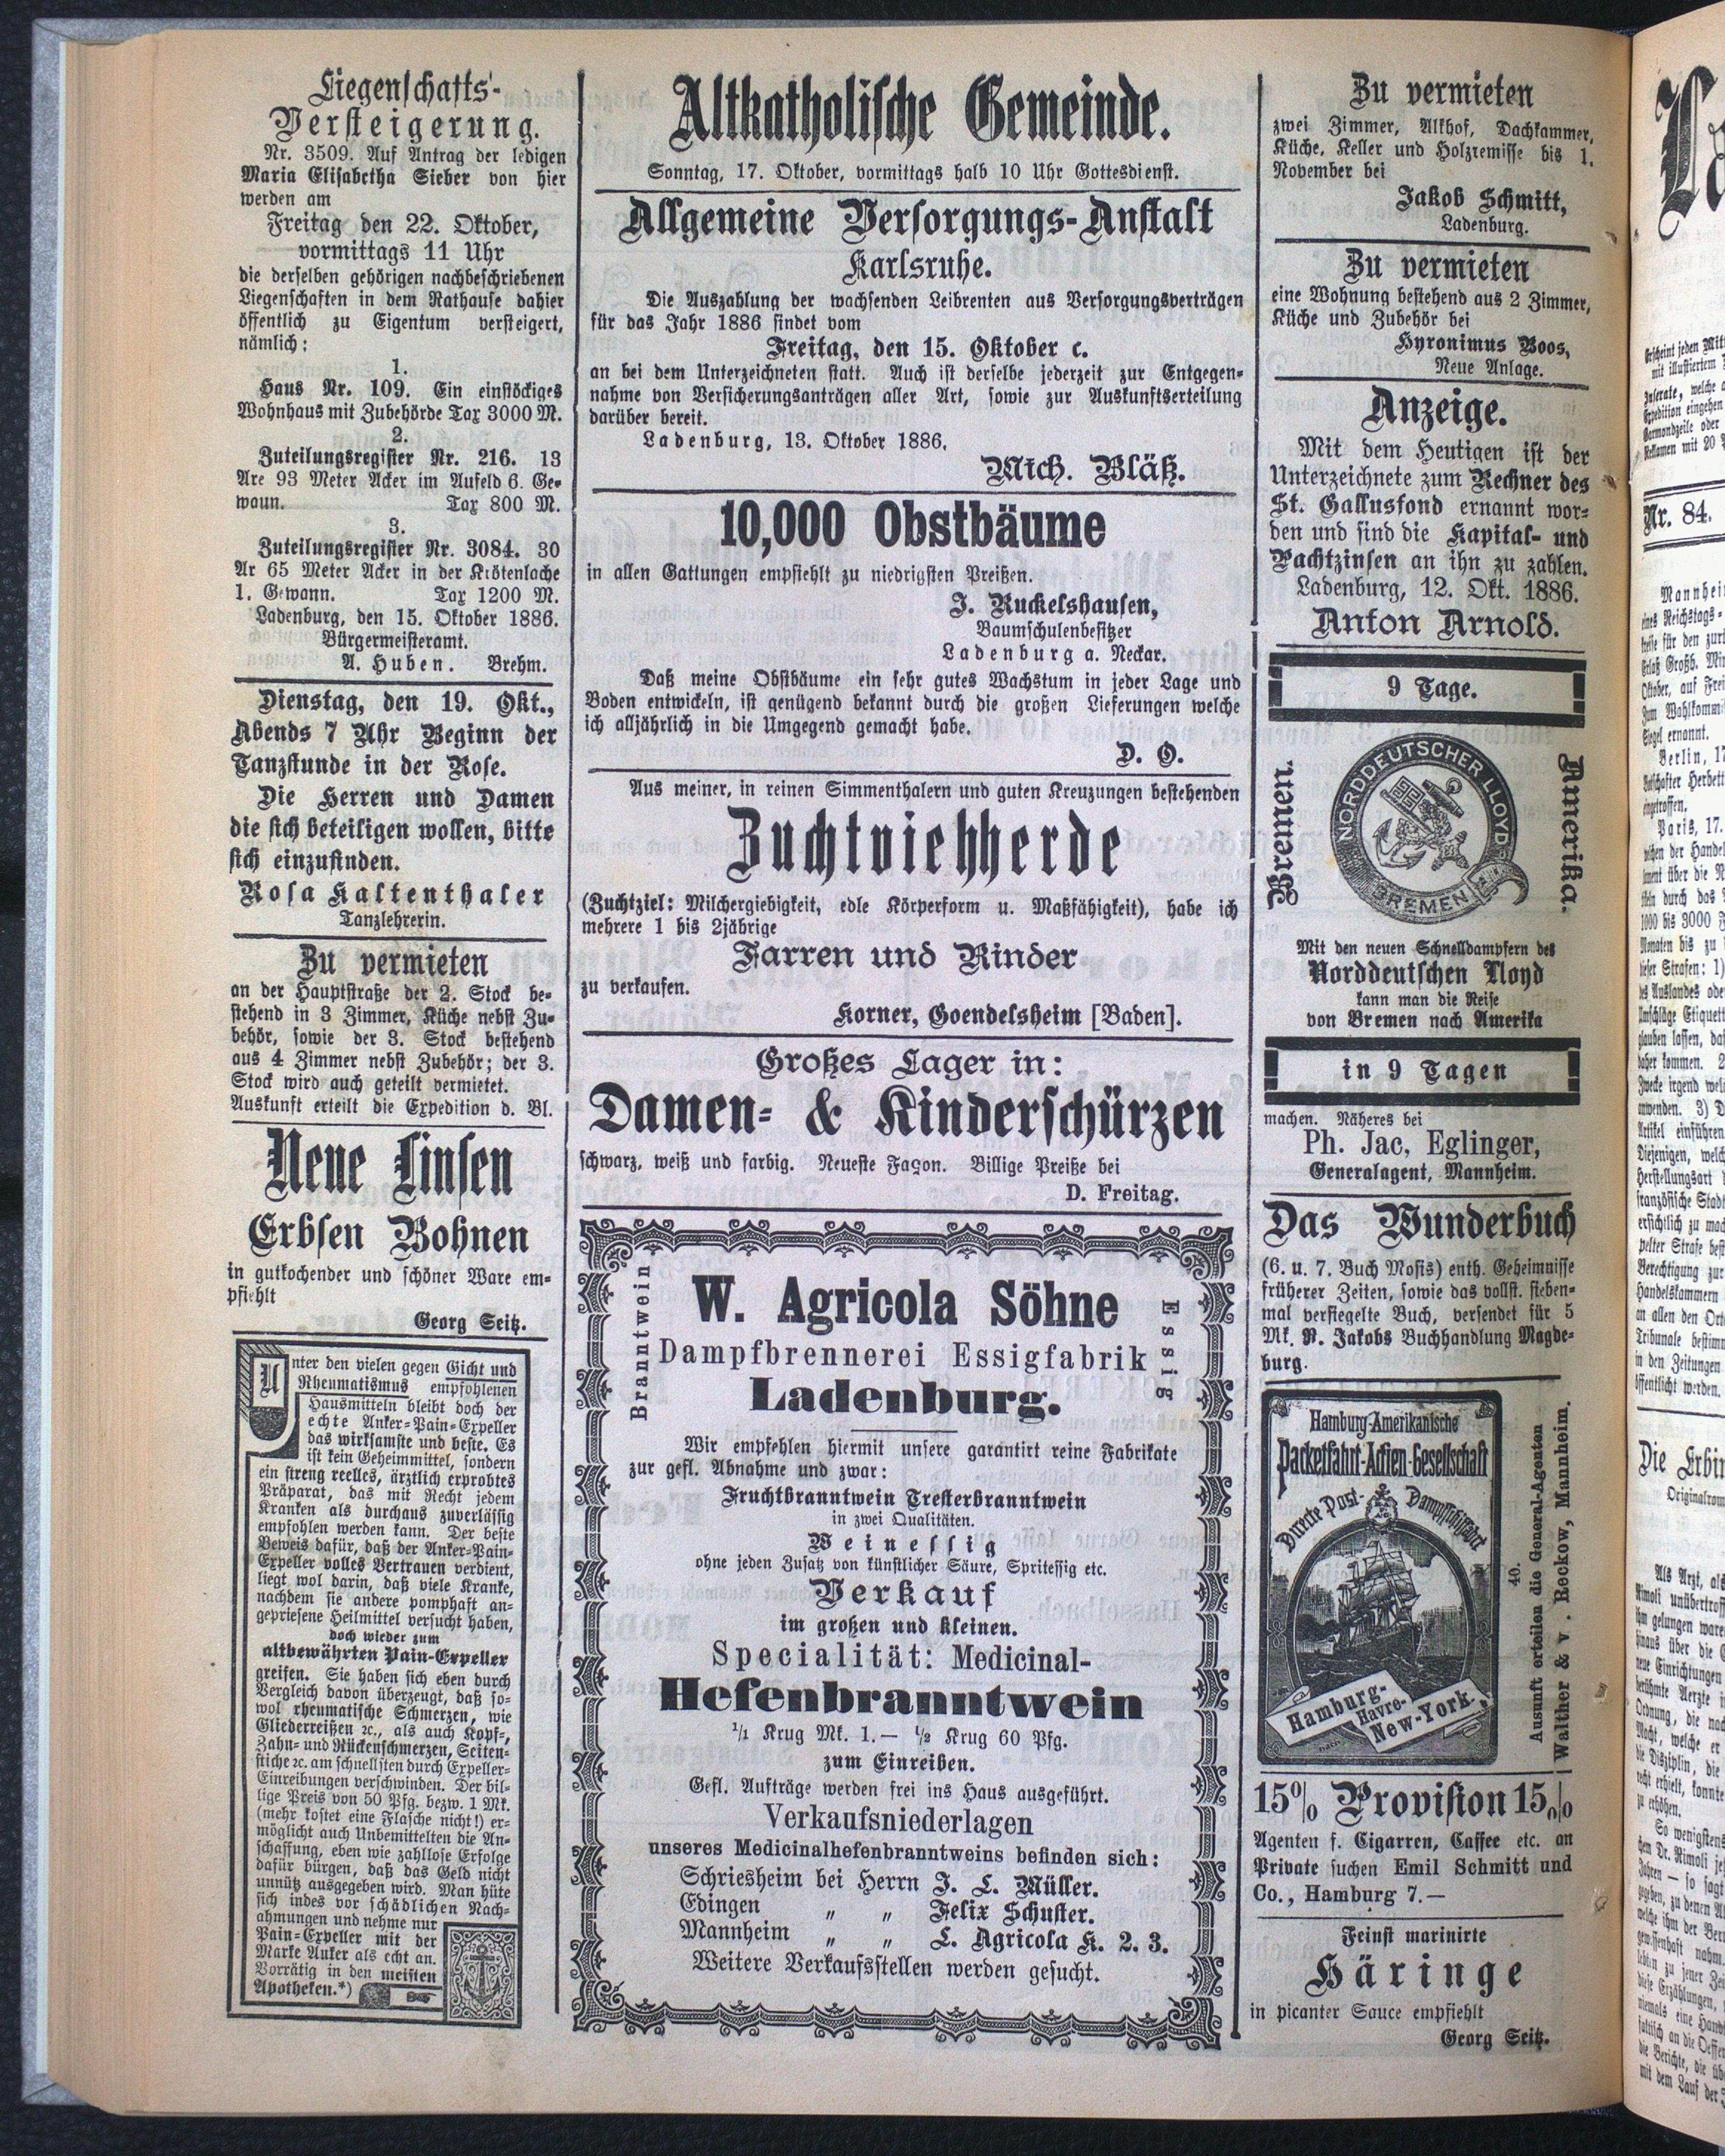 Liegenschafts-
Versteigerung.
Nr. 3509. Auf Antrag der ledigen
Maria Elisabetha Sieber von hier
werden am
Freitag den 22. Oktober,
vormittags 11 Uhr
die derselben gehörigen nachbeschriebenen
Liegenschaften in dem Rathause dahier
öffentlich zu Eigentum versteigert,
nämlich:
1.
Haus Nr. 109. Ein einstöckiges
Wohnhaus mit Zubehörde Tax 3000 M.
2.
Zuteilungsregister Nr. 216. 13
Are 93 Meter Acker im Aufeld 6. Ge-
wann. Tax 800 M.
3.
Zuteilungsregister Nr. 3084. 30
Ar 65 Meter Acker in der Krötenlache
1. Gewann. Tax 1200 M.
Ladenburg, den 15. Oktober 1886.
Bürgermeisteramt.
A. Huben. Brehm.
Dienstag, den 19. Okt.,
Abends 7 Uhr Beginn der
Tanzstunde in der Rose.
Die Herren und Damen
die sich beteiligen wollen, bitte
sich einzufinden.
Rosa Kaltenthaler
Tanzlehrerin.
Zu vermieten
an der Hauptstraße der 2. Stock be-
stehend in 3 Zimmer, Küche nebst Zu-
behör, sowie der 3. Stock bestehend
aus 4 Zimmer nebst Zubehör; der 3.
Stock wird auch geteilt vermietet.
Auskunft erteilt die Expedition d. Bl.
Neue Linsen
Erbsen Bohnen
in gutkochender und schöner Ware em-
pfiehlt
Georg Seitz.
Unter den vielen gegen Gicht und
Rheumatismus empfohlenen
Hausmitteln bleibt doch der
echte Anker-Pain-Expeller
das wirksamste und beste. Es
ist kein Geheimmittel, sondern
ein streng reelles, ärztlich erprobtes
Präparat, das mit Recht jedem
Kranken als durchaus zuverlässig
empfohlen werden kann. Der beste
Beweis dafür, daß der Anker-Pain-
Expeller volles Vertrauen verdient,
liegt wol darin, daß viele Kranke,
nachdem sie andere pomphaft an-
gepriesene Heilmittel versucht haben,
doch wieder zum
altbewährten Pain-Expeller
greifen. Sie haben sich eben durch
Vergleich davon überzeugt, daß so-
wol rheumatische Schmerzen, wie
Gliederreißen ꝛc., als auch Kopf-,
Zahn- und Rückenschmerzen, Seiten-
stiche ꝛc. am schnellsten durch Expeller-
Einreibungen verschwinden. Der bil-
lige Preis von 50 Pfg. bezw. 1 Mk.
(mehr kostet eine Flasche nicht!) er-
möglicht auch Unbemittelten die An-
schaffung, eben wie zahllose Erfolge
dafür bürgen, daß das Geld nicht
unnütz ausgegeben wird. Man hüte
sich indes vor schädlichen Nach-
ahmungen und nehme nur
Pain-Expeller mit der
Marke Anker als echt an.
Vorrätig in den meisten
Apotheken.*)
Altkatholische Gemeinde.
Sonntag, 17. Oktober, vormittags halb 10 Uhr Gottesdienst.
Allgemeine Versorgungs-Anstalt
Karlsruhe.
Die Auszahlung der wachsenden Leibrenten aus Versorgungsverträgen
für das Jahr 1886 findet vom
Freitag, den 15. Oktober c.
an bei dem Unterzeichneten statt. Auch ist derselbe jederzeit zur Entgegen-
nahme von Versicherungsanträgen aller Art, sowie zur Auskunftserteilung
darüber bereit.
Ladenburg, 13. Oktober 1886.
Mich. Bläß.
10,000 Obstbäume
in allen Gattungen empfiehlt zu niedrigsten Preißen.
J. Ruckelshausen,
Baumschulenbesitzer
Ladenburg a. Neckar.
Daß meine Obstbäume ein sehr gutes Wachstum in jeder Lage und
Boden entwickeln, ist genügend bekannt durch die großen Lieferungen welche
ich alljährlich in die Umgegend gemacht habe.
D. O.
Aus meiner, in reinen Simmenthalern und guten Kreuzungen bestehenden
Zuchtviehherde
(Zuchtziel: Milchergiebigkeit, edle Körperform u. Maßfähigkeit), habe ich
mehrere 1 bis 2jährige
Farren und Rinder
zu verkaufen.
Korner, Goendelsheim [Baden].
Großes Lager in:
Damen- & Kinderschürzen
schwarz, weiß und farbig. Neueste Façon. Billige Preiße bei
D. Freitag.
Branntwein
Essig
W. Agricola Söhne
Dampfbrennerei Essigfabrik
Ladenburg.
Wir empfehlen hiermit unsere garantirt reine Fabrikate
zur gefl. Abnahme und zwar:
Fruchtbranntwein Tresterbranntwein
in zwei Qualitäten.
Weinessig
ohne jeden Zusatz von künstlicher Säure, Spritessig etc.
Verkauf
im großen und kleinen.
Specialität: Medicinal-
Hefenbranntwein
1/1 Krug Mk. 1.— 1/2 Krug 60 Pfg.
zum Einreiben.
Gefl. Aufträge werden frei ins Haus ausgeführt.
Verkaufsniederlagen
unseres Medicinalhefenbranntweins befinden sich:
Schriesheim bei Herrn J. L. Müller.
Edingen " " Felix Schuster.
Mannheim " " L. Agricola K. 2. 3.
Weitere Verkaufsstellen werden gesucht.
Zu vermieten
zwei Zimmer, Alkhof, Dachkammer,
Küche, Keller und Holzremisse bis 1.
November bei
Jakob Schmitt,
Ladenburg.
Zu vermieten
eine Wohnung bestehend aus 2 Zimmer,
Küche und Zubehör bei
Hyronimus Boos,
Neue Anlage.
Anzeige.
Mit dem Heutigen ist der
Unterzeichnete zum Rechner des
St. Gallusfond ernannt wor-
den und sind die Kapital- und
Pachtzinsen an ihn zu zahlen.
Ladenburg, 12. Okt. 1886.
Anton Arnold.
9 Tage.
Bremen.
NORDDEUTSCHER LLOYD
BREMEN
Amerika.
Mit den neuen Schnelldampfern des
Norddeutschen Lloyd
kann man die Reise
von Bremen nach Amerika
in 9 Tagen
machen. Näheres bei
Ph. Jac, Eglinger,
Generalagent, Mannheim.
Das Wunderbuch
(6. u. 7. Buch Mosis) enth. Geheimnisse
früherer Zeiten, sowie das vollst. sieben-
mal versiegelte Buch, versendet für 5
Mk. R. Jakobs Buchhandlung Magde-
burg.
Hamburg-Amerikanische
Packetfahrt-Actien-Gesellschaft
Directe Post-Dampfschifffahrt
Hamburg-
Havre-
New-York.
nach
40.
Auskunft erteilen die General-Agenten
Walther & v. Reckow, Mannheim.
15% Provision 15%
Agenten f. Cigarren, Caffee etc. an
Private suchen Emil Schmitt und
Co., Hamburg 7.—
Feinst marinirte
Häringe
in picanter Sauce empfiehlt
Georg Seitz.
Nr. 84.